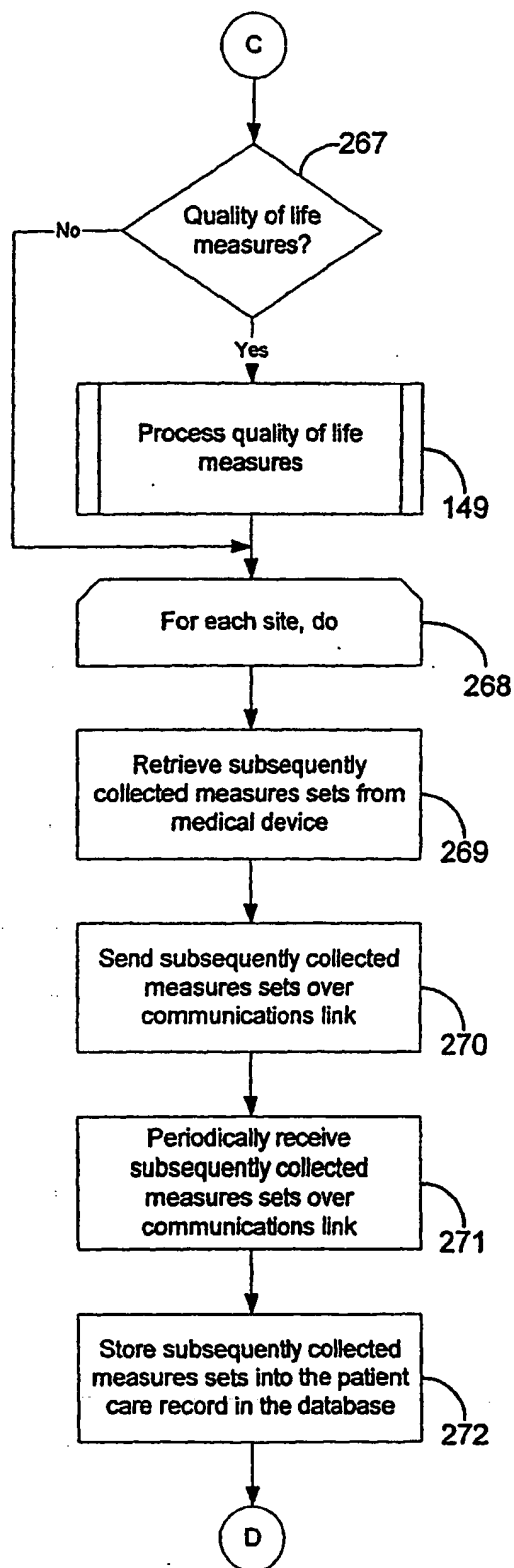 C
267
Quality of life
measures?
No
Yes
Process quality of life
measures
149
For each site, do
268
Retrieve subsequently
collected measures sets from
medical device
269
Send subsequently collected
measures sets over
communications link
270
Periodically receive
subsequently collected
measures sets over
communications link
271
Store subsequently collected
measures sets into the patient
care record in the database
272
D